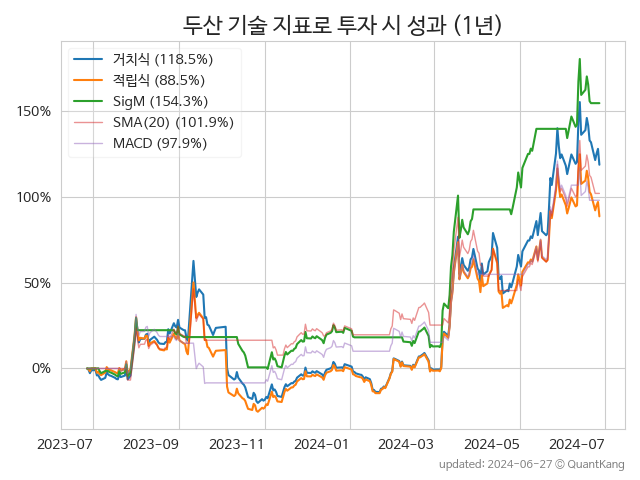 두산 기술 지표로 투자 시 성과 (1년)
거치식 (118.5%)
적립식 (88.5%)
SigM (154.3%)
SMA(20) (101.9%)
MACD (97.9%)
150%
100%
50%
0%
2023-07 2023-09 2023-11 2024-01 2024-03 2024-05 2024-07
updated: 2024-06-27 © QuantKang